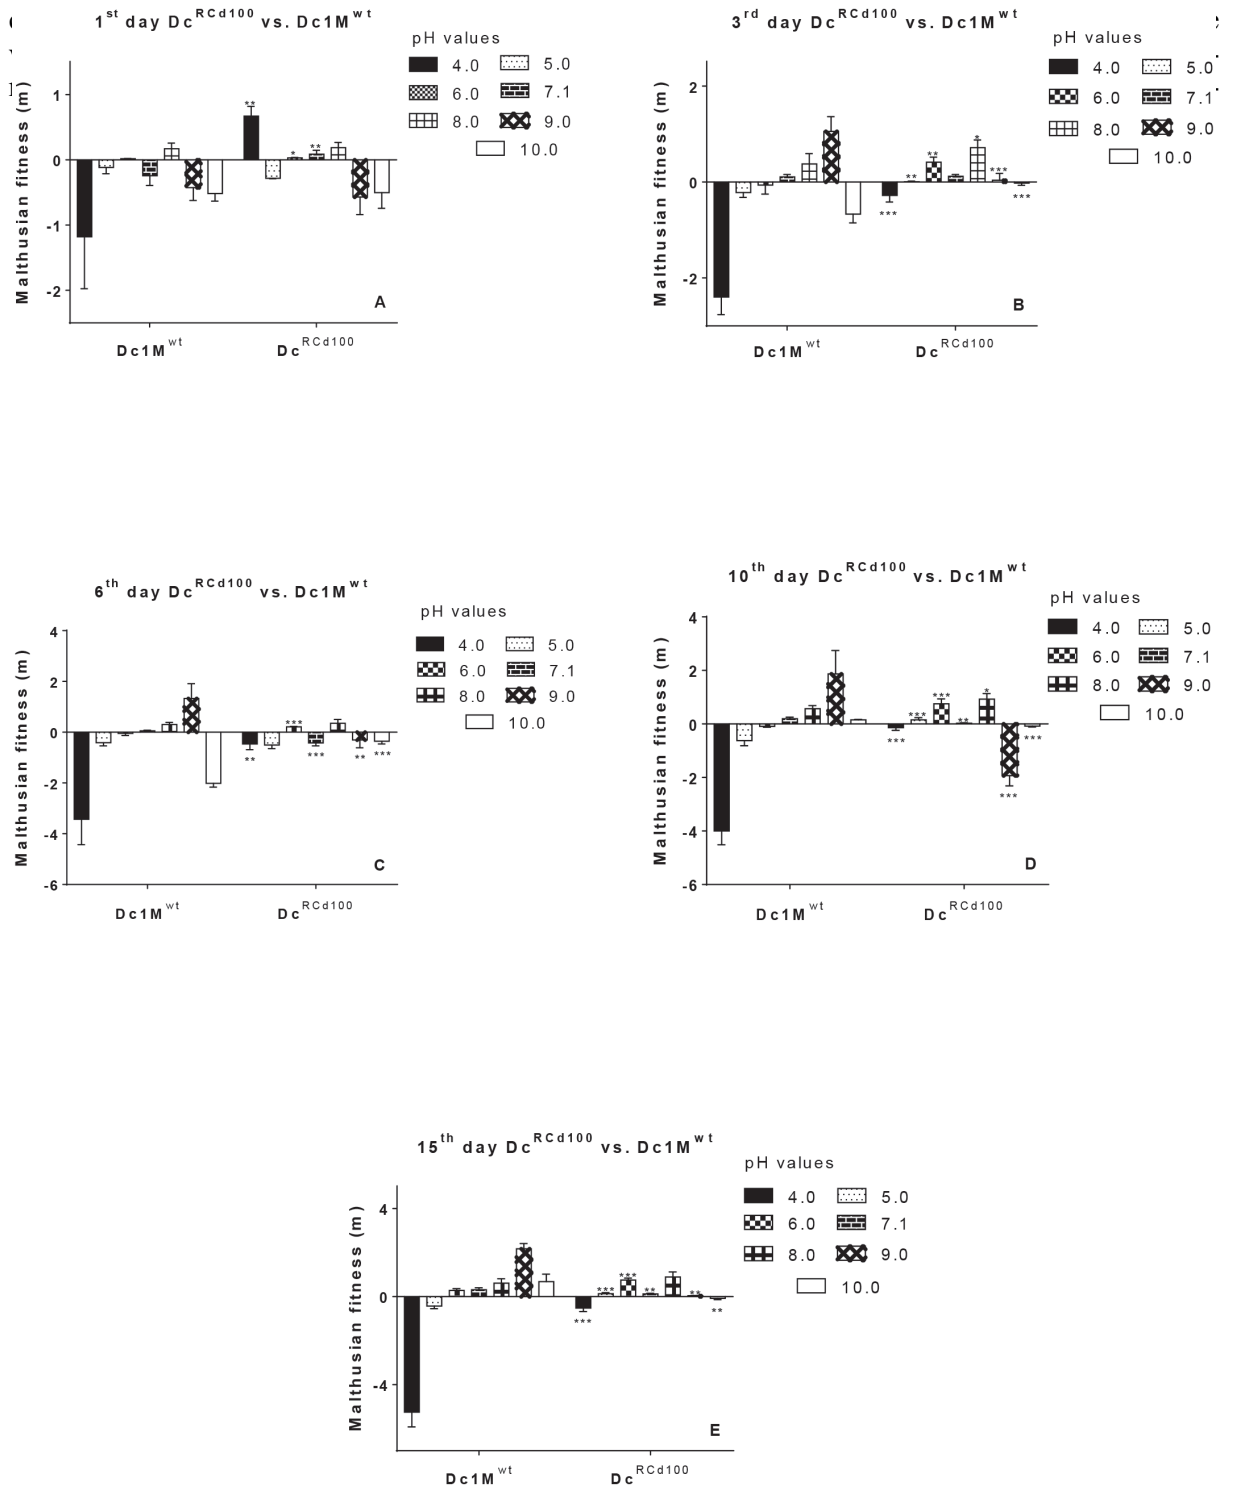 1st day DcRCd100 vs. Dc1Mwt
pH values
4.0 5.0
6.0 7.1
8.0 9.0
10.0
Malthusian fitness (m)
1
0
-1
-2
** * **
A
Dc1Mwt DcRCd100
3rd day DcRCd100 vs. Dc1Mwt
pH values
4.0 5.0
6.0 7.1
8.0 9.0
10.0
Malthusian fitness (m)
2
0
-2
*** ** ** * *** ***
B
Dc1Mwt DcRCd100
6th day DcRCd100 vs. Dc1Mwt
pH values
4.0 5.0
6.0 7.1
8.0 9.0
10.0
Malthusian fitness (m)
4
2
0
-2
-4
-6
** *** *** ** ***
C
Dc1Mwt DcRCd100
10th day DcRCd100 vs. Dc1Mwt
pH values
4.0 5.0
6.0 7.1
8.0 9.0
10.0
Malthusian fitness (m)
4
2
0
-2
-4
-6
*** *** *** ** * *** ***
D
Dc1Mwt DcRCd100
15th day DcRCd100 vs. Dc1Mwt
pH values
4.0 5.0
6.0 7.1
8.0 9.0
10.0
Malthusian fitness (m)
4
0
-4
*** *** *** ** ** **
E
Dc1Mwt DcRCd100